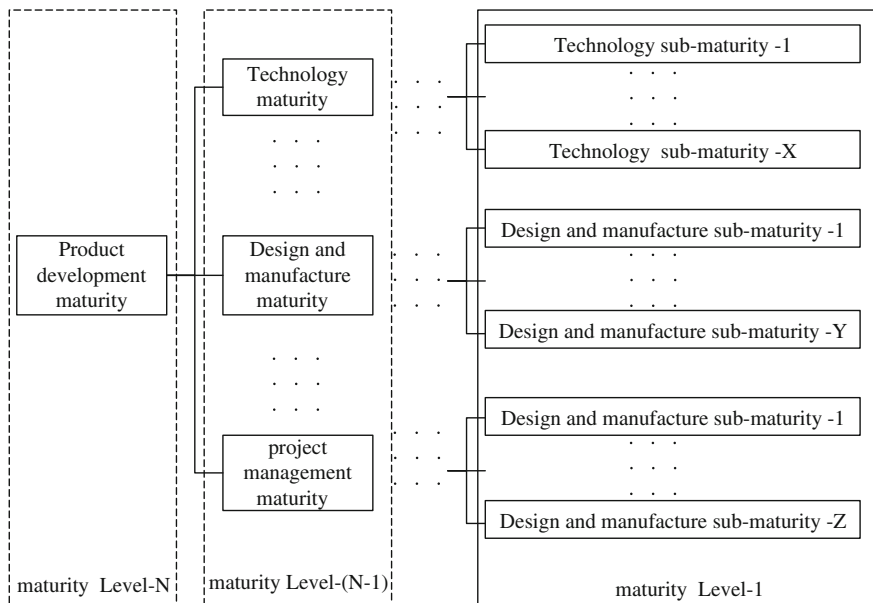 Product
development
maturity
maturity Level-N
Technology
maturity
Design and
manufacture
maturity
project
management
maturity
maturity Level-(N-1)
Technology sub-maturity -1
Technology sub-maturity -X
Design and manufacture sub-maturity -1
Design and manufacture sub-maturity -Y
Design and manufacture sub-maturity -1
Design and manufacture sub-maturity -Z
maturity Level-1